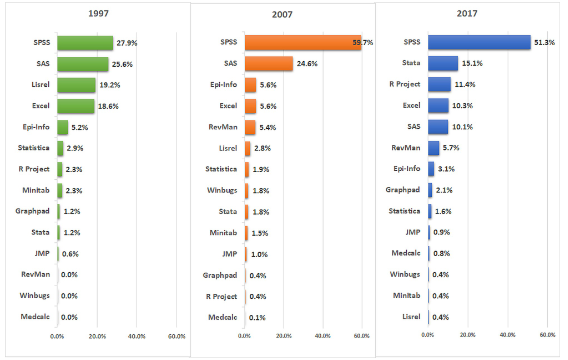 1997
SPSS 27.9%
SAS 25.6%
Lisrel 19.2%
Excel 18.6%
Epi-Info 5.2%
Statistica 2.9%
R Project 2.3%
Minitab 2.3%
Graphpad 1.2%
Stata 1.2%
JMP 0.6%
RevMan 0.0%
Winbugs 0.0%
Medcalc 0.0%
0.0% 20.0% 40.0% 60.0%
2007
SPSS 59.7%
SAS 24.6%
Epi-Info 5.6%
Excel 5.6%
RevMan 5.4%
Lisrel 2.8%
Statistica 1.9%
Winbugs 1.8%
Stata 1.8%
Minitab 1.5%
JMP 1.0%
Graphpad 0.4%
R Project 0.4%
Medcalc 0.1%
0.0% 20.0% 40.0% 60.0%
2017
SPSS 51.3%
Stata 15.1%
R Project 11.4%
Excel 10.3%
SAS 10.1%
RevMan 5.7%
Epi-Info 3.1%
Graphpad 2.1%
Statistica 1.6%
JMP 0.9%
Medcalc 0.8%
Winbugs 0.4%
Minitab 0.4%
Lisrel 0.4%
0.0% 10.0% 20.0% 30.0% 40.0% 50.0% 60.0%